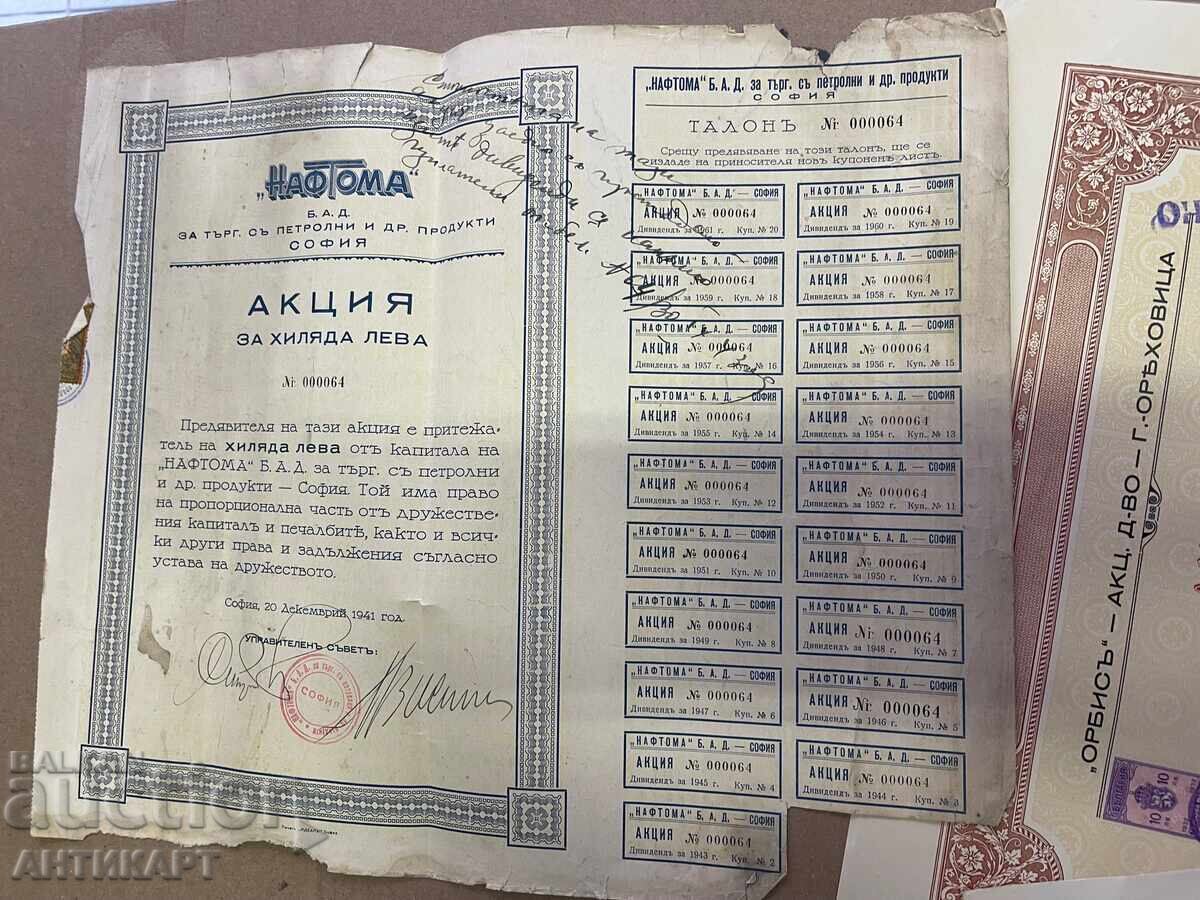 „НАФТОМА“
Б.А.Д.
ЗА ТЪРГ. СЪ ПЕТРОЛНИ И ДР. ПРОДУКТИ
СОФИЯ
АКЦИЯ
ЗА ХИЛЯДА ЛЕВА
№ 000064
Предявителя на тази акция е притежа-
тель на хиляда лева отъ капитала на
„НАФТОМА“ Б.А.Д. за търг. съ петролни
и др. продукти — София. Той има право
на пропорционална часть отъ дружестве-
ния капиталъ и печалбитѣ, както и всич-
ки други права и задължения съгласно
устава на дружеството.
София, 20 Декемврий 1941 год.
УПРАВИТЕЛЕНЪ СЪВЕТЪ:
СОФИЯ
„НАФТОМА“ Б.А.Д. за търг. съ петролни и др. продукти
СОФИЯ
ТАЛОНЪ № 000064
Срещу предявяване на този талонъ, ще се
издаде на приносителя новъ купоненъ листъ.
„НАФТОМА“ Б.А.Д. — СОФИЯ
АКЦИЯ № 000064
Дивидендъ за 1961 г. Куп. № 20
„НАФТОМА“ Б.А.Д. — СОФИЯ
АКЦИЯ № 000064
Дивидендъ за 1960 г. Куп. № 19
„НАФТОМА“ Б.А.Д. — СОФИЯ
АКЦИЯ № 000064
Дивидендъ за 1959 г. Куп. № 18
„НАФТОМА“ Б.А.Д. — СОФИЯ
АКЦИЯ № 000064
Дивидендъ за 1958 г. Куп. № 17
„НАФТОМА“ Б.А.Д. — СОФИЯ
АКЦИЯ № 000064
Дивидендъ за 1957 г. Куп. № 16
„НАФТОМА“ Б.А.Д. — СОФИЯ
АКЦИЯ № 000064
Дивидендъ за 1956 г. Куп. № 15
„НАФТОМА“ Б.А.Д. — СОФИЯ
АКЦИЯ № 000064
Дивидендъ за 1955 г. Куп. № 14
„НАФТОМА“ Б.А.Д. — СОФИЯ
АКЦИЯ № 000064
Дивидендъ за 1954 г. Куп. № 13
„НАФТОМА“ Б.А.Д. — СОФИЯ
АКЦИЯ № 000064
Дивидендъ за 1953 г. Куп. № 12
„НАФТОМА“ Б.А.Д. — СОФИЯ
АКЦИЯ № 000064
Дивидендъ за 1952 г. Куп. № 11
„НАФТОМА“ Б.А.Д. — СОФИЯ
АКЦИЯ № 000064
Дивидендъ за 1951 г. Куп. № 10
„НАФТОМА“ Б.А.Д. — СОФИЯ
АКЦИЯ № 000064
Дивидендъ за 1950 г. Куп. № 9
„НАФТОМА“ Б.А.Д. — СОФИЯ
АКЦИЯ № 000064
Дивидендъ за 1949 г. Куп. № 8
„НАФТОМА“ Б.А.Д. — СОФИЯ
АКЦИЯ № 000064
Дивидендъ за 1948 г. Куп. № 7
„НАФТОМА“ Б.А.Д. — СОФИЯ
АКЦИЯ № 000064
Дивидендъ за 1947 г. Куп. № 6
„НАФТОМА“ Б.А.Д. — СОФИЯ
АКЦИЯ № 000064
Дивидендъ за 1946 г. Куп. № 5
„НАФТОМА“ Б.А.Д. — СОФИЯ
АКЦИЯ № 000064
Дивидендъ за 1945 г. Куп. № 4
„НАФТОМА“ Б.А.Д. — СОФИЯ
АКЦИЯ № 000064
Дивидендъ за 1944 г. Куп. № 3
„НАФТОМА“ Б.А.Д. — СОФИЯ
АКЦИЯ № 000064
Дивидендъ за 1943 г. Куп. № 2
„ОРБИСЪ“ – АКЦ. Д-ВО – Г.-ОРѢХОВИЦА
10 10
auction
АНТИКАРТ